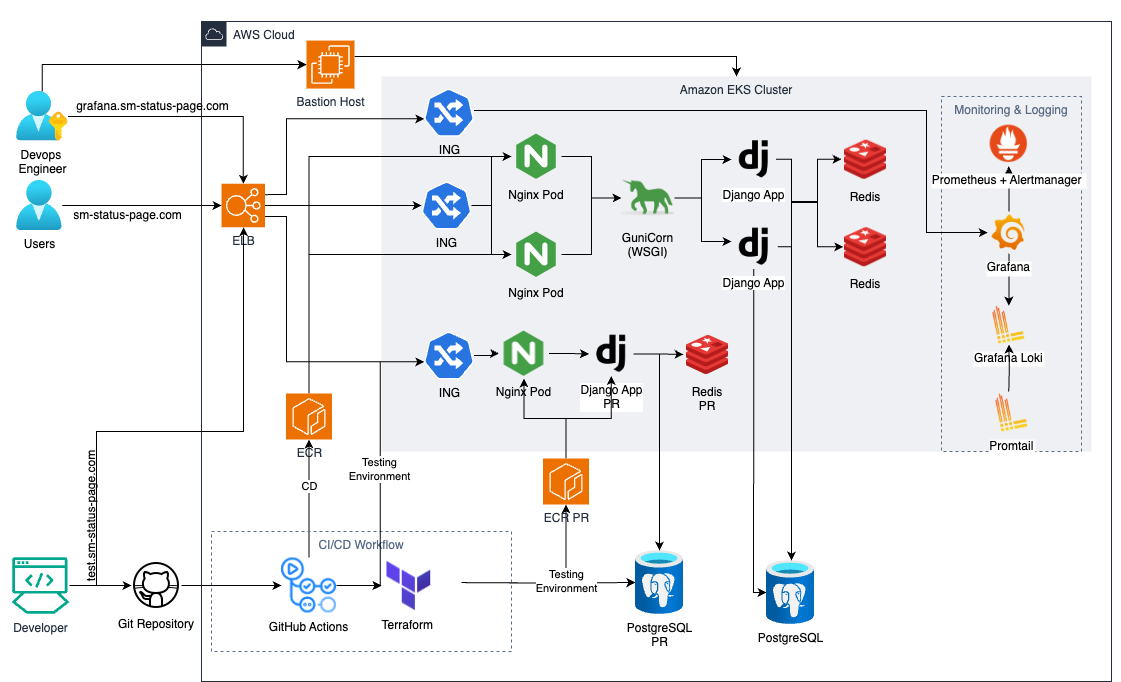 AWS Cloud
Bastion Host
Amazon EKS Cluster
grafana.sm-status-page.com
Monitoring & Logging
Devops
Engineer
ING
Nginx Pod
Django App
Redis
Prometheus + Alertmanager
sm-status-page.com
Users
ELB
ING
GuniCorn
(WSGI)
Nginx Pod
Django App
Redis
Grafana
Grafana Loki
ING
Nginx Pod
Django App
PR
Redis
PR
Promtail
ECR
CD
Testing
Environment
test.sm-status-page.com
ECR PR
CI/CD Workflow
Testing
Environment
Developer
Git Repository
GitHub Actions
Terraform
PostgreSQL
PR
PostgreSQL